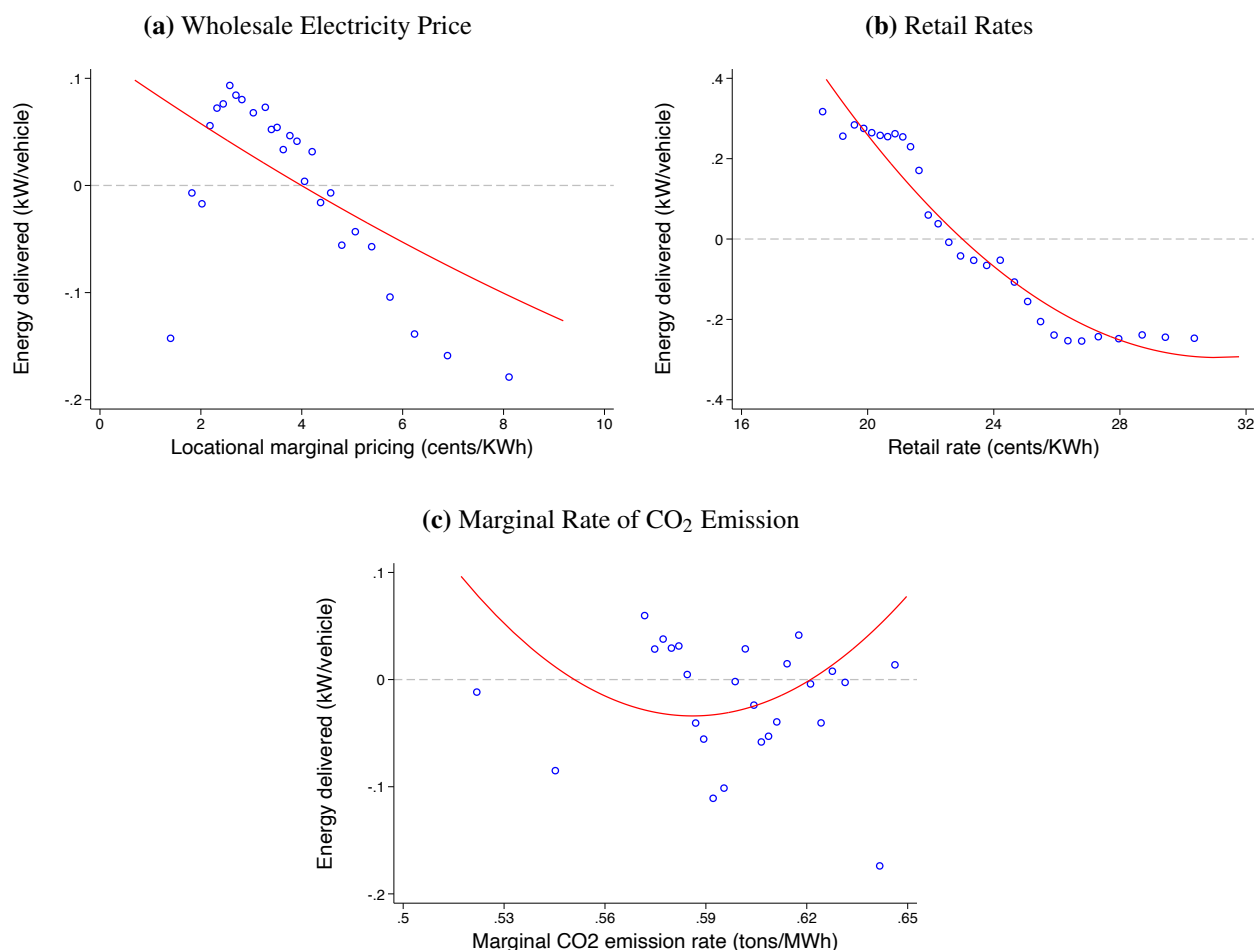 (a) Wholesale Electricity Price
Energy delivered (kW/vehicle)
.1
0
-.1
-.2
0 2 4 6 8 10
Locational marginal pricing (cents/KWh)
(b) Retail Rates
Energy delivered (kW/vehicle)
.4
.2
0
-.2
-.4
16 20 24 28 32
Retail rate (cents/KWh)
(c) Marginal Rate of CO₂ Emission
Energy delivered (kW/vehicle)
.1
0
-.1
-.2
.5 .53 .56 .59 .62 .65
Marginal CO2 emission rate (tons/MWh)